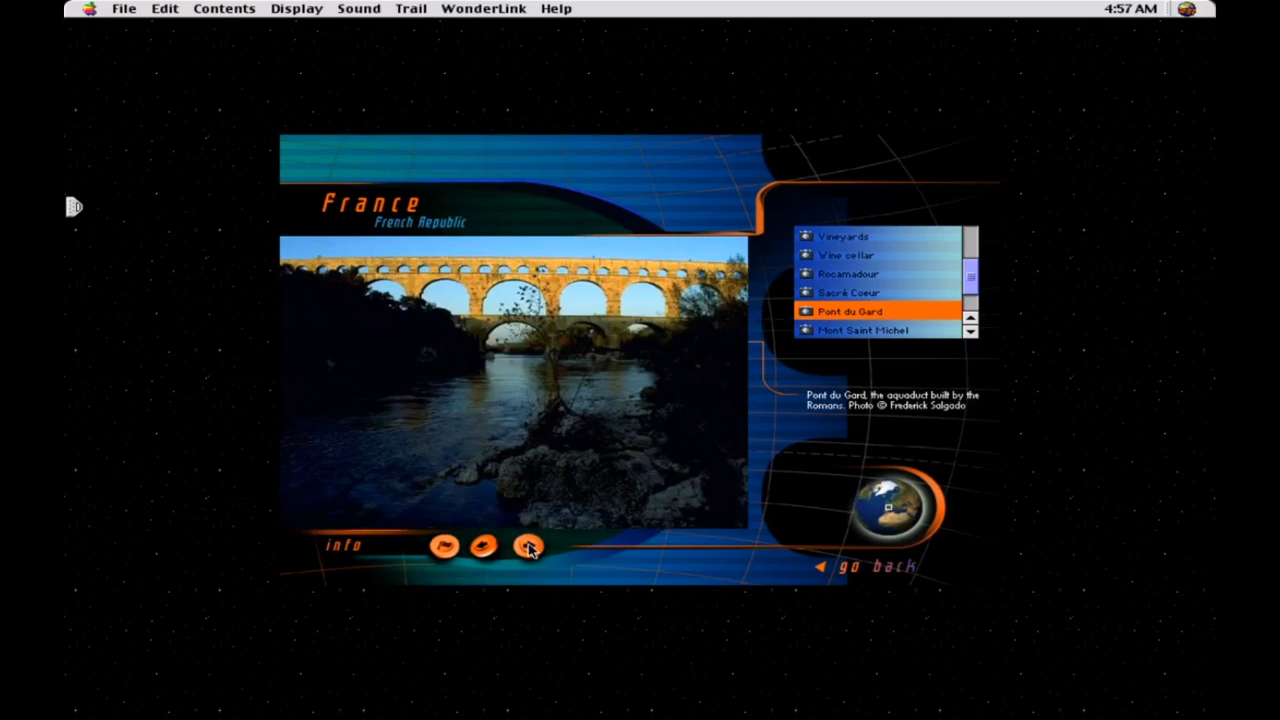 File Edit Contents Display Sound Trail WonderLink Help 4:57 AM
France
French Republic
Vineyards
Wine cellar
Rocamadour
Sacré Coeur
Pont du Gard
Mont Saint Michel
Pont du Gard, the aquaduct built by the
Romans. Photo © Frederick Salgado
info
go back